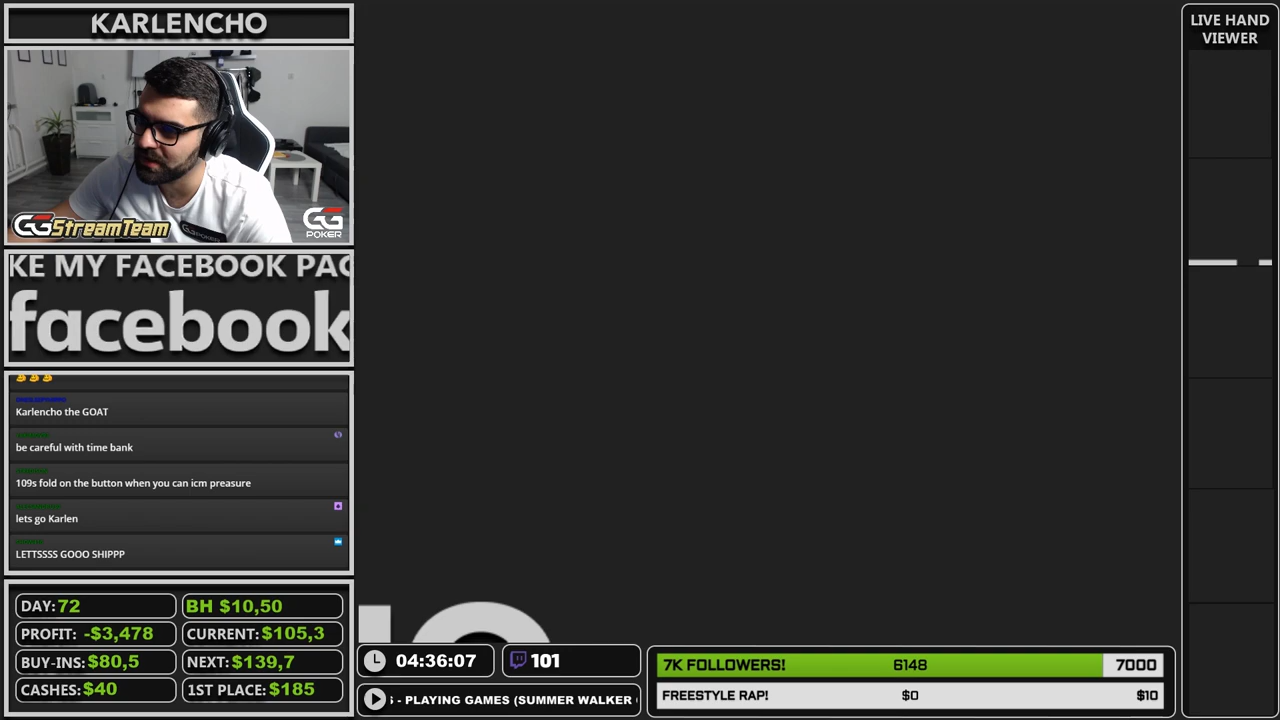 KARLENCHO
GGStreamTeam
GG
POKER
KE MY FACEBOOK PAG
facebook
Karlencho the GOAT
be careful with time bank
109s fold on the button when you can icm preasure
lets go Karlen
LETTSSSS GOOO SHIPPP
DAY: 72
BH $10,50
PROFIT: -$3,478
CURRENT: $105,3
BUY-INS: $80,5
NEXT: $139,7
CASHES: $40
1ST PLACE: $185
04:36:07
101
- PLAYING GAMES (SUMMER WALKER
7K FOLLOWERS!
6148
7000
FREESTYLE RAP!
$0
$10
LIVE HAND
VIEWER